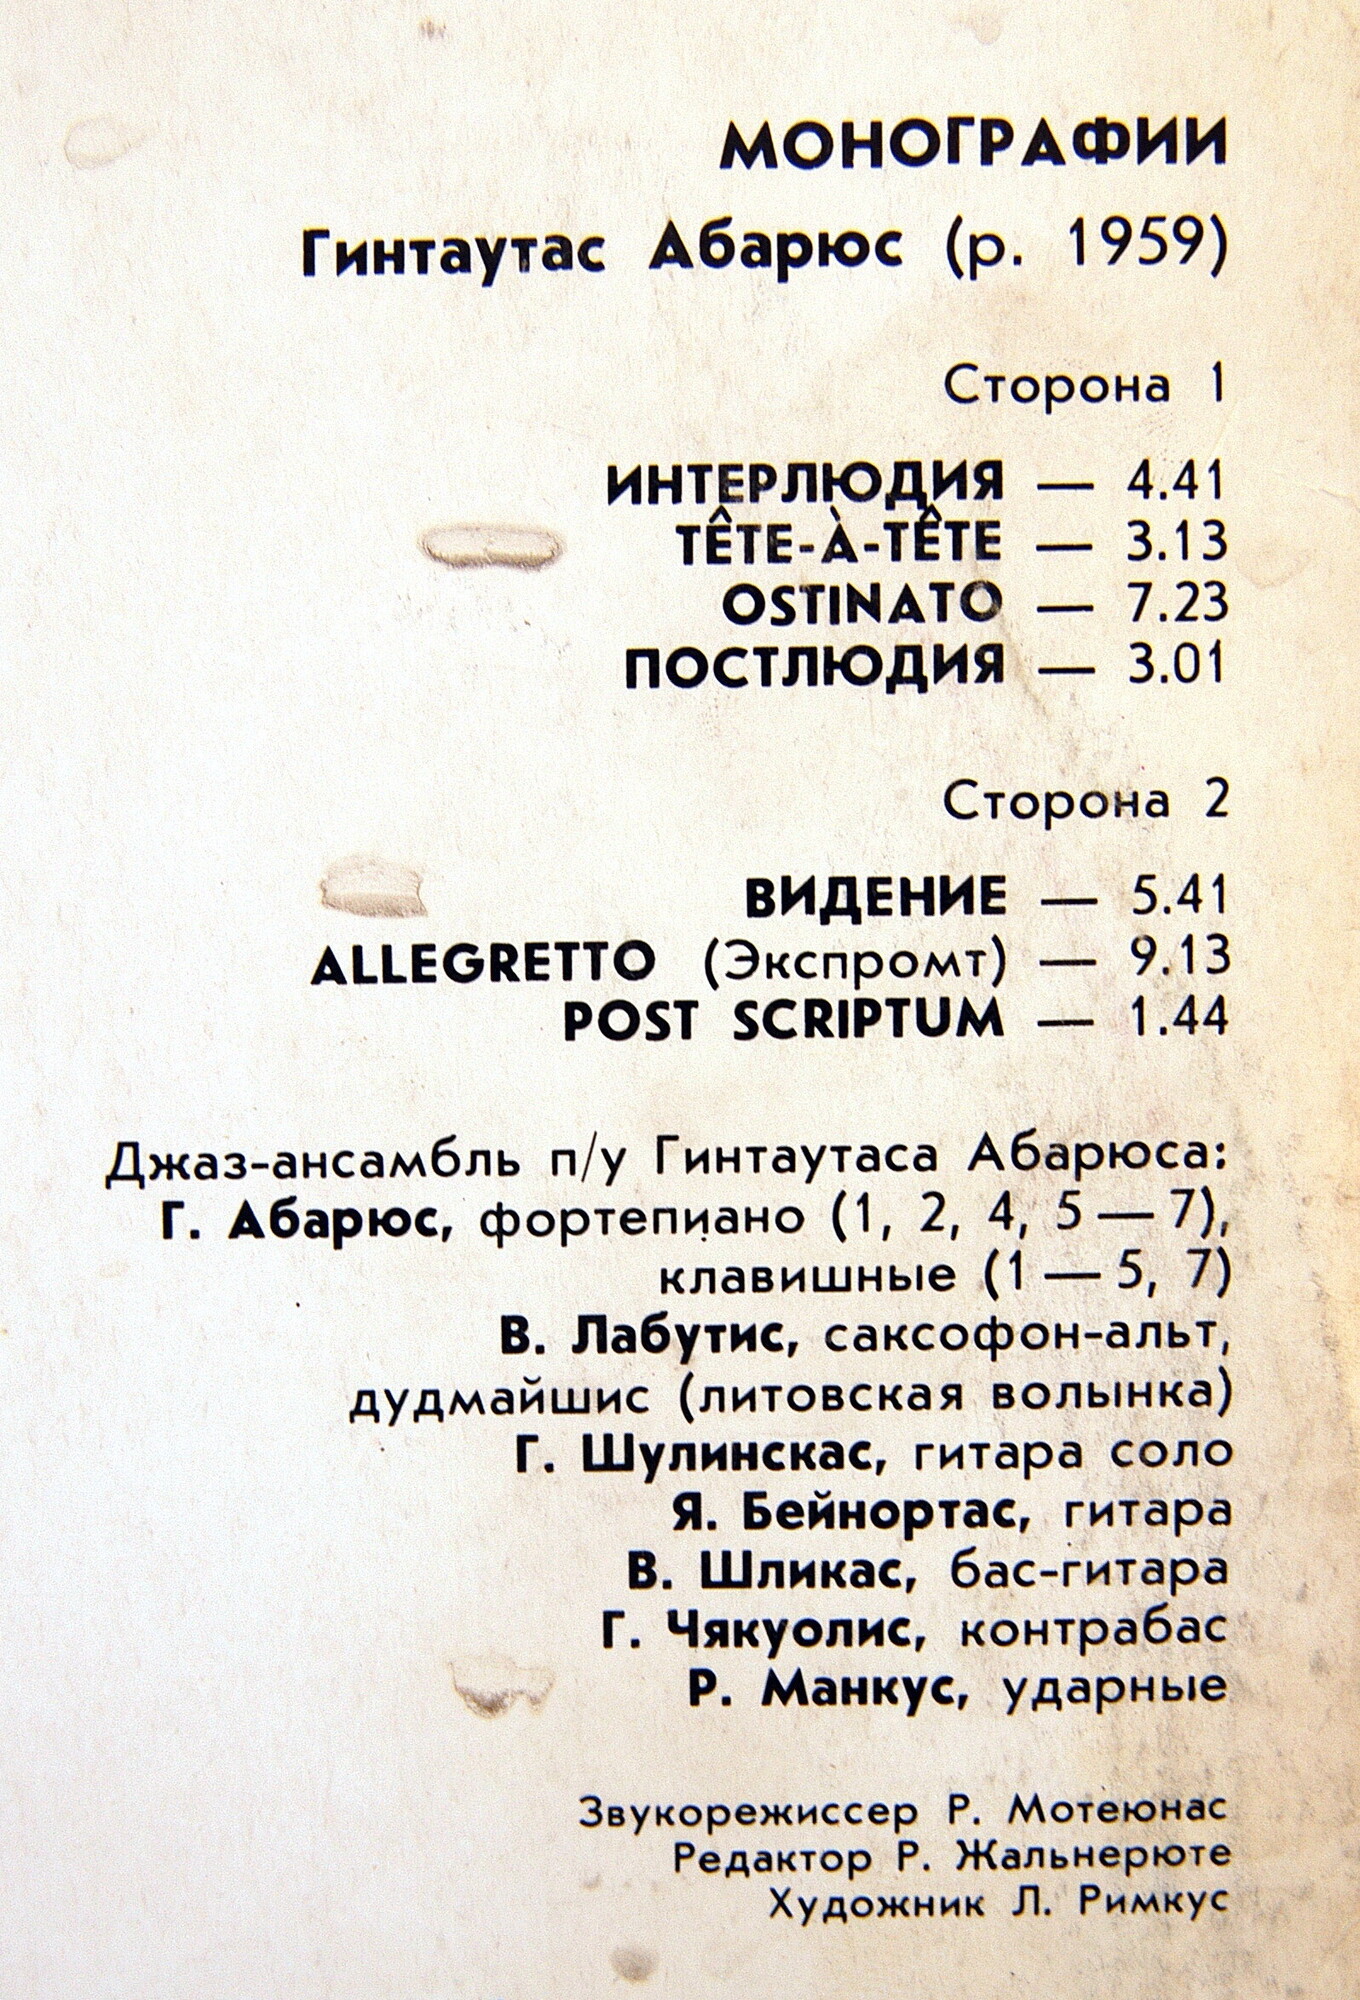 МОНОГРАФИИ
Гинтаутас Абарюс (р. 1959)
Сторона 1
ИНТЕРЛЮДИЯ — 4.41
TÊTE-À-TÊTE — 3.13
OSTINATO — 7.23
ПОСТЛЮДИЯ — 3.01
Сторона 2
ВИДЕНИЕ — 5.41
ALLEGRETTO (Экспромт) — 9.13
POST SCRIPTUM — 1.44
Джаз-ансамбль п/у Гинтаутаса Абарюса:
Г. Абарюс, фортепиано (1, 2, 4, 5 — 7),
клавишные (1 — 5, 7)
В. Лабутис, саксофон-альт,
дудмайшис (литовская волынка)
Г. Шулинскас, гитара соло
Я. Бейнортас, гитара
В. Шликас, бас-гитара
Г. Чякуолис, контрабас
Р. Манкус, ударные
Звукорежиссер Р. Мотеюнас
Редактор Р. Жальнерюте
Художник Л. Римкус